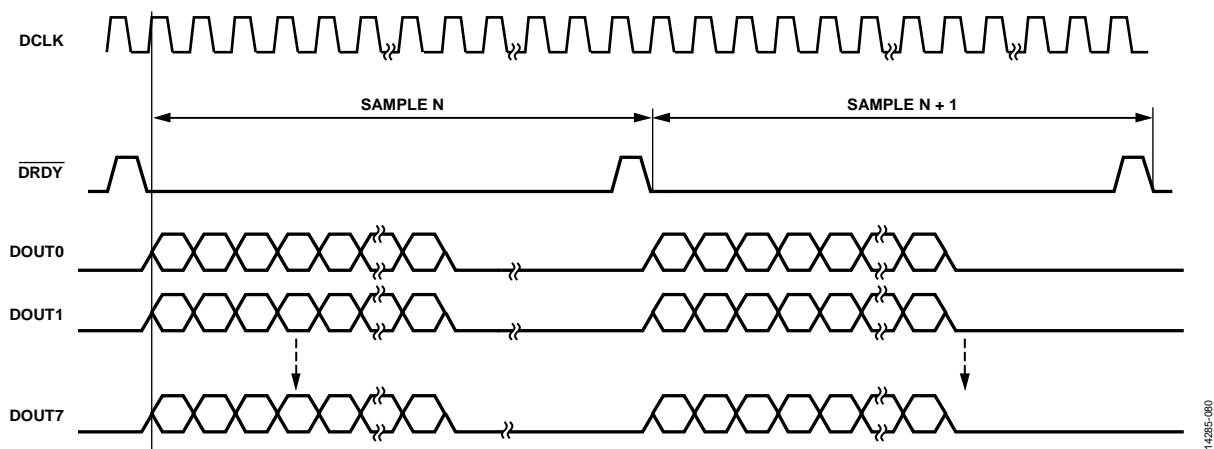 DCLK
SAMPLE N
SAMPLE N + 1
DRDY
DOUT0
DOUT1
DOUT7
14285-080